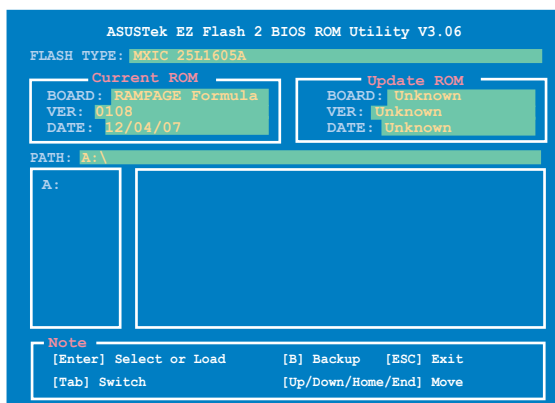 ASUSTek EZ Flash 2 BIOS ROM Utility V3.06
FLASH TYPE: MXIC 25L1605A
Current ROM
BOARD: RAMPAGE Formula
VER: 0108
DATE: 12/04/07
Update ROM
BOARD: Unknown
VER: Unknown
DATE: Unknown
PATH: A:\
A:
Note
[Enter] Select or Load [B] Backup [ESC] Exit
[Tab] Switch [Up/Down/Home/End] Move